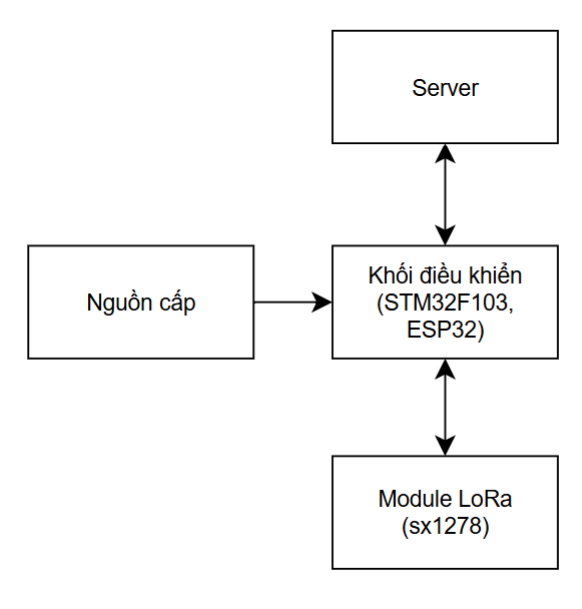 Server
Nguồn cấp
Khối điều khiển
(STM32F103,
ESP32)
Module LoRa
(sx1278)